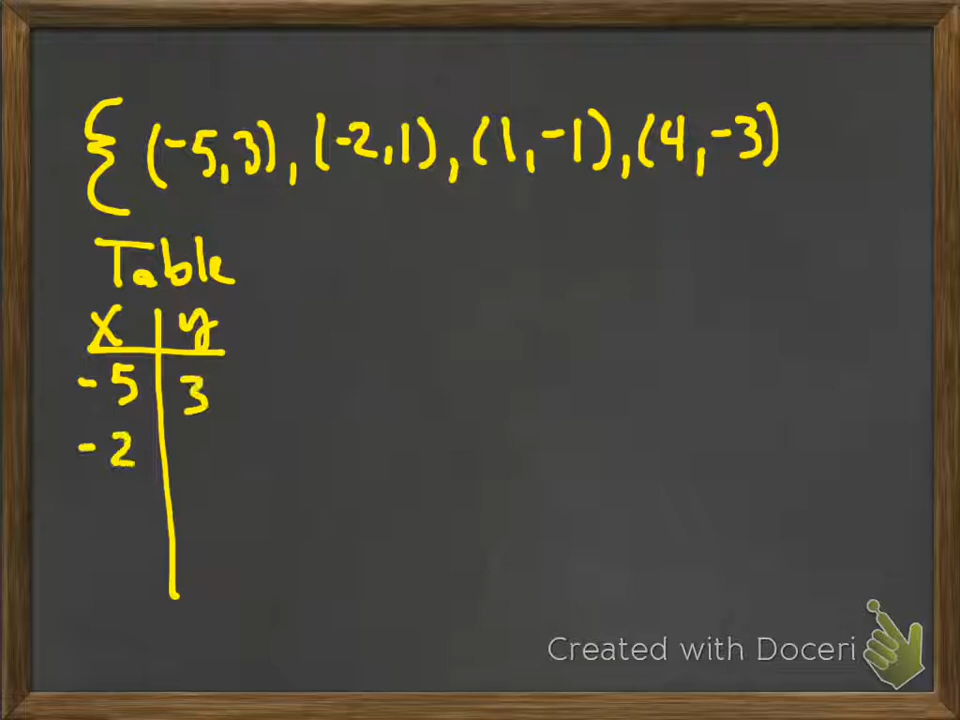 { (-5,3), (-2,1), (1,-1), (4,-3)
Table
x y
-5 3
-2
Created with Doceri